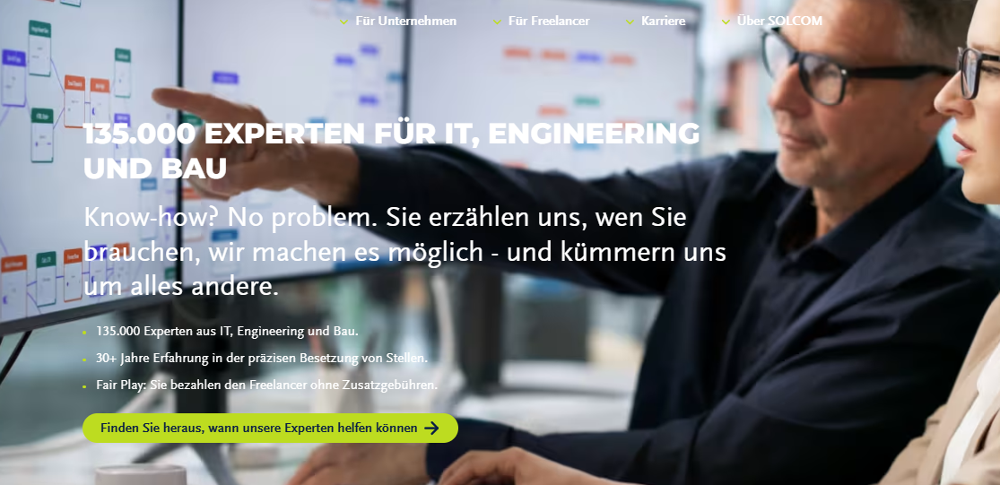 Für Unternehmen
Für Freelancer
Karriere
Über SOLCOM
135.000 EXPERTEN FÜR IT, ENGINEERING
UND BAU
Know-how? No problem. Sie erzählen uns, wen Sie
brauchen, wir machen es möglich - und kümmern uns
um alles andere.
135.000 Experten aus IT, Engineering und Bau.
30+ Jahre Erfahrung in der präzisen Besetzung von Stellen.
Fair Play: Sie bezahlen den Freelancer ohne Zusatzgebühren.
Finden Sie heraus, wann unsere Experten helfen können